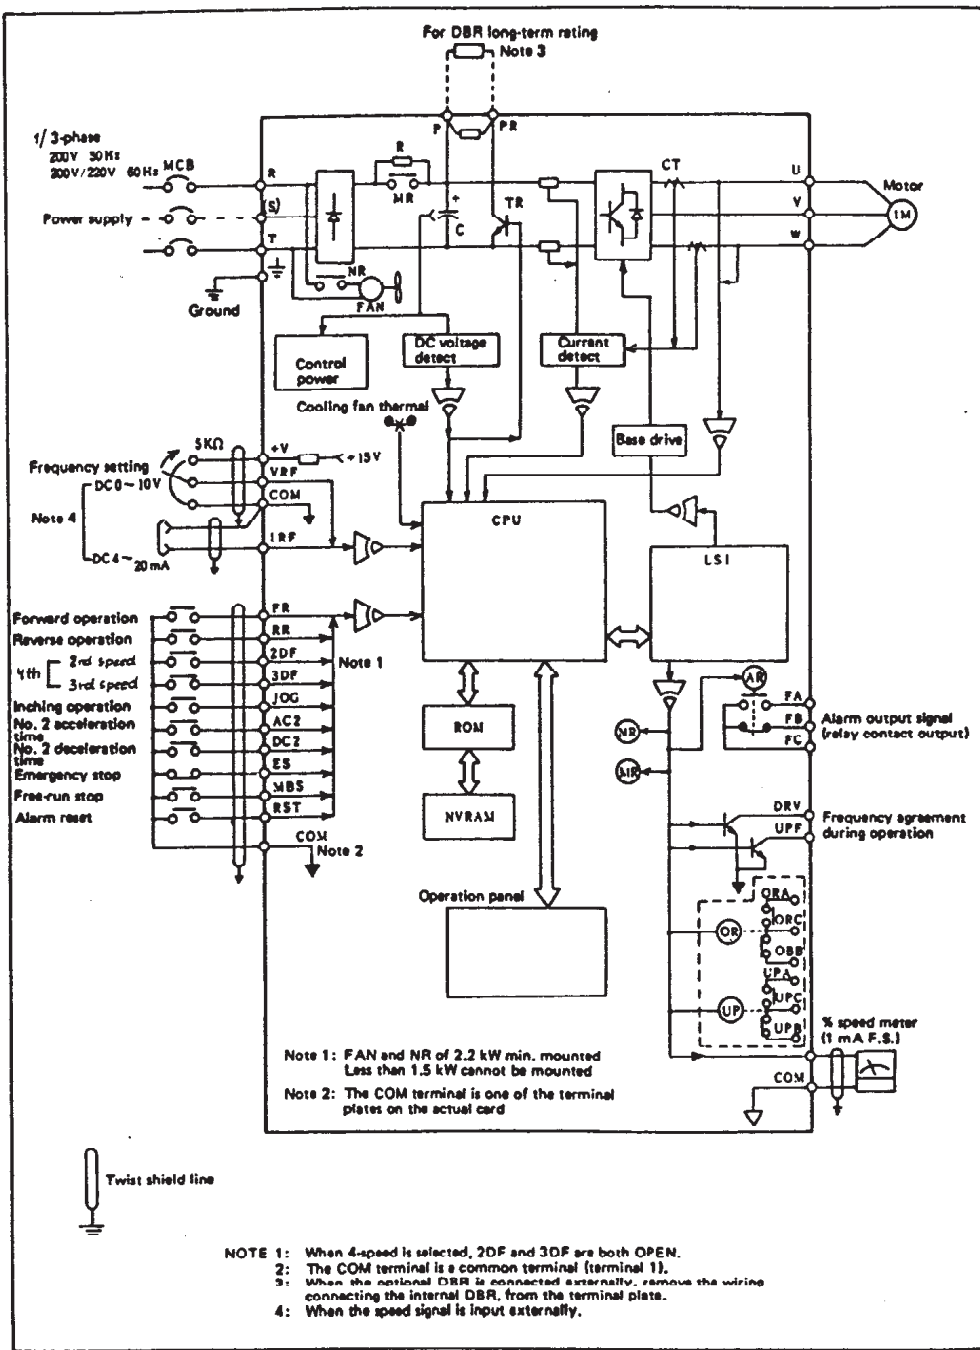 For DBR long-term rating
Note 3
P
PR
1/ 3-phase
200V 50Hz
200V/220V 60Hz
MCB
R
R
MR
CT
U
Motor
Power supply
(S)
+
C
TR
V
IM
T
W
NR
Ground
FAN
Control
power
DC voltage
detect
Current
detect
Cooling fan thermal
Base drive
5KΩ
+V
+15V
Frequency setting
VRF
DC0~10V
COM
CPU
Note 4
IRF
DC4~20mA
LSI
Forward operation
FR
Reverse operation
RR
Note 1
4th
2nd speed
2DF
3rd speed
3DF
Inching operation
JOG
No. 2 acceleration
time
AC2
No. 2 deceleration
time
DC2
Emergency stop
ES
Free-run stop
MBS
Alarm reset
RST
COM
Note 2
ROM
NVRAM
AR
FA
FB
FC
Alarm output signal
(relay contact output)
NR
MR
DRV
UPF
Frequency agreement
during operation
Operation panel
ORA
ORC
OR
OBB
UPA
UPC
UP
UPB
% speed meter
(1 mA F.S.)
COM
Note 1: FAN and NR of 2.2 kW min. mounted
Less than 1.5 kW cannot be mounted
Note 2: The COM terminal is one of the terminal
plates on the actual card
Twist shield line
NOTE 1: When 4-speed is selected, 2DF and 3DF are both OPEN.
2: The COM terminal is a common terminal (terminal 1).
3: When the optional DBR is connected externally, remove the wiring
connecting the internal DBR, from the terminal plate.
4: When the speed signal is input externally.